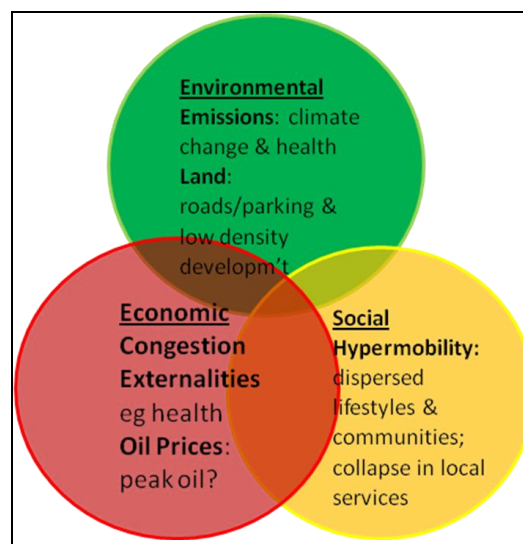 Environmental
Emissions: climate
change & health
Land:
roads/parking &
low density
developm't
Economic
Congestion
Externalities
eg health
Oil Prices:
peak oil?
Social
Hypermobility:
dispersed
lifestyles &
communities;
collapse in local
services